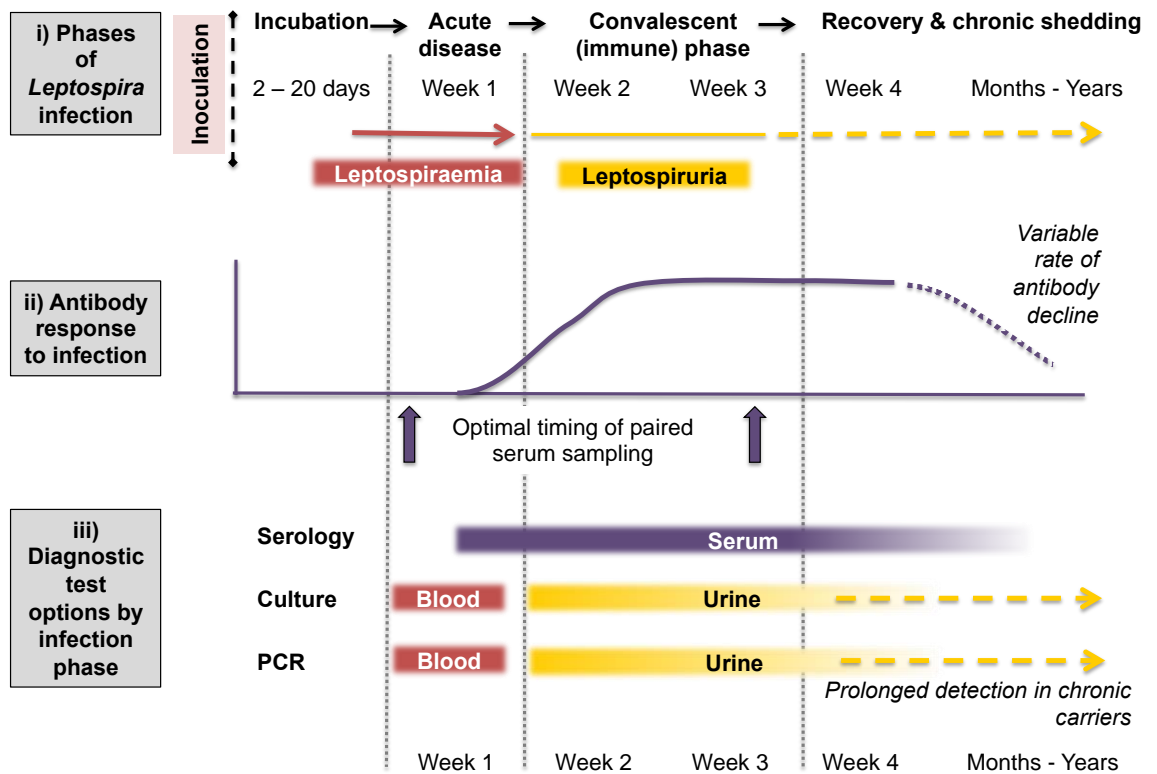 i) Phases
of
Leptospira
infection
Inoculation
Incubation
Acute
disease
Convalescent
(immune) phase
Recovery & chronic shedding
2 – 20 days
Week 1
Week 2
Week 3
Week 4
Months - Years
Leptospiraemia
Leptospiruria
ii) Antibody
response
to infection
Variable
rate of
antibody
decline
Optimal timing of paired
serum sampling
iii)
Diagnostic
test
options by
infection
phase
Serology
Serum
Culture
Blood
Urine
PCR
Blood
Urine
Prolonged detection in chronic
carriers
Week 1
Week 2
Week 3
Week 4
Months - Years